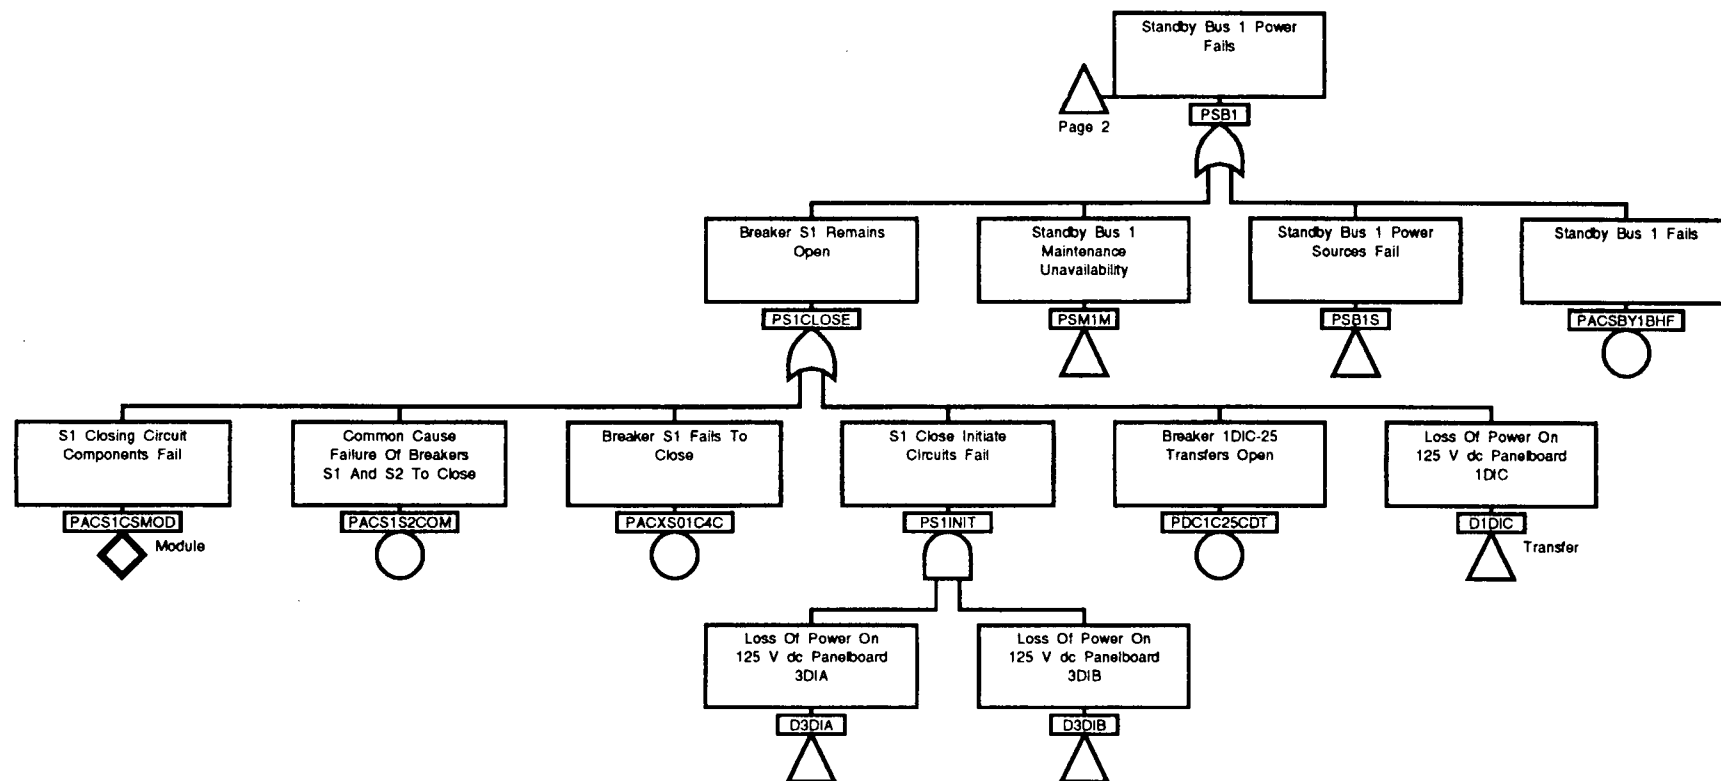 Standby Bus 1 Power
Fails
Page 2
PSB1
Breaker S1 Remains
Open
PS1CLOSE
Standby Bus 1
Maintenance
Unavailability
PSM1M
Standby Bus 1 Power
Sources Fail
PSB1S
Standby Bus 1 Fails
PACSBY1BHF
S1 Closing Circuit
Components Fail
PACS1CSMOD
Module
Common Cause
Failure Of Breakers
S1 And S2 To Close
PACS1S2COM
Breaker S1 Fails To
Close
PACXS01C4C
S1 Close Initiate
Circuits Fail
PS1INIT
Breaker 1DIC-25
Transfers Open
PDC1C25CDT
Loss Of Power On
125 V dc Panelboard
1DIC
D1DIC
Transfer
Loss Of Power On
125 V dc Panelboard
3DIA
D3DIA
Loss Of Power On
125 V dc Panelboard
3DIB
D3DIB